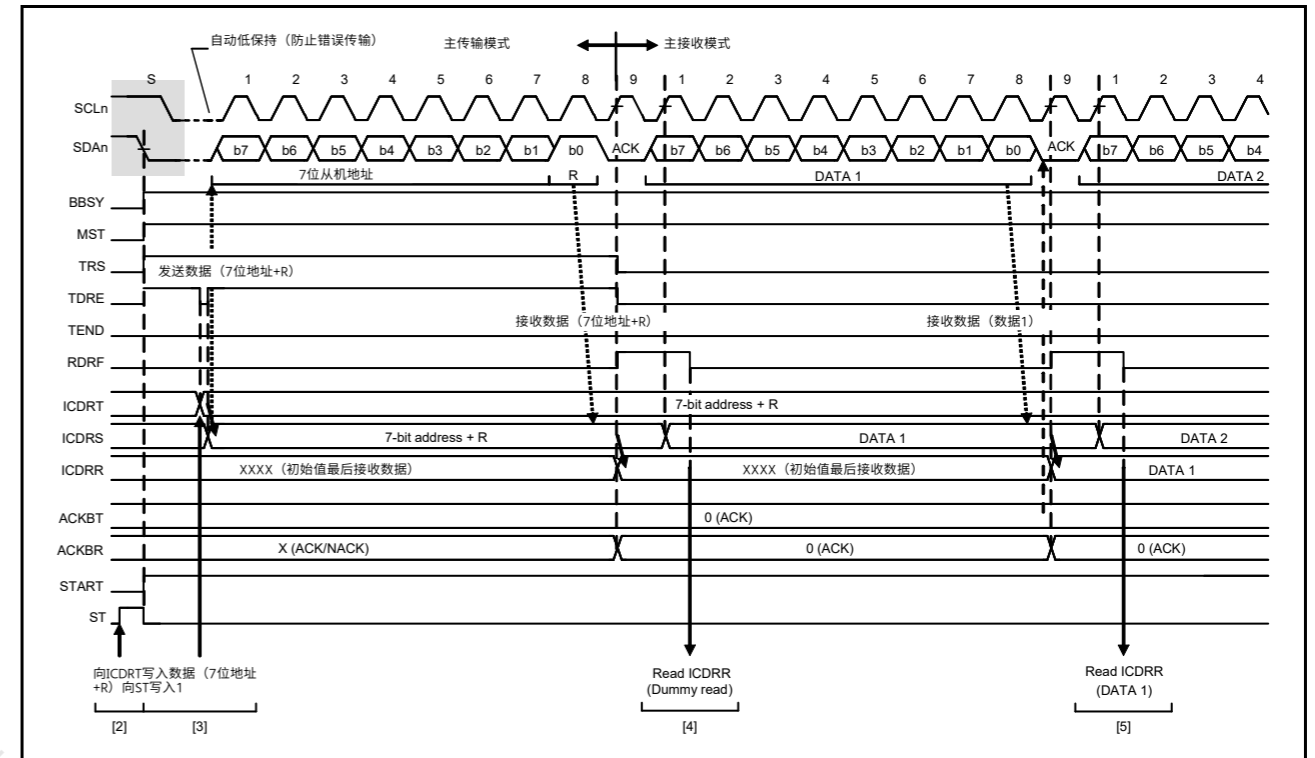 自动低保持（防止错误传输）
主传输模式
主接收模式
S 1 2 3 4 5 6 7 8 9 1 2 3 4 5 6 7 8 9 1 2 3 4
SCLn
SDAn b7 b6 b5 b4 b3 b2 b1 b0 ACK b7 b6 b5 b4 b3 b2 b1 b0 ACK b7 b6 b5 b4
7位从机地址 R DATA 1 DATA 2
BBSY
MST
TRS
发送数据（7位地址+R）
TDRE
TEND 接收数据（7位地址+R） 接收数据（数据1）
RDRF
ICDRT 7-bit address + R
ICDRS 7-bit address + R DATA 1 DATA 2
ICDRR XXXX（初始值最后接收数据） XXXX（初始值最后接收数据） DATA 1
ACKBT 0 (ACK)
ACKBR X (ACK/NACK) 0 (ACK) 0 (ACK)
START
ST
向ICDRT写入数据（7位地址
+R）向ST写入1
Read ICDRR
(Dummy read)
Read ICDRR
(DATA 1)
[2] [3] [4] [5]